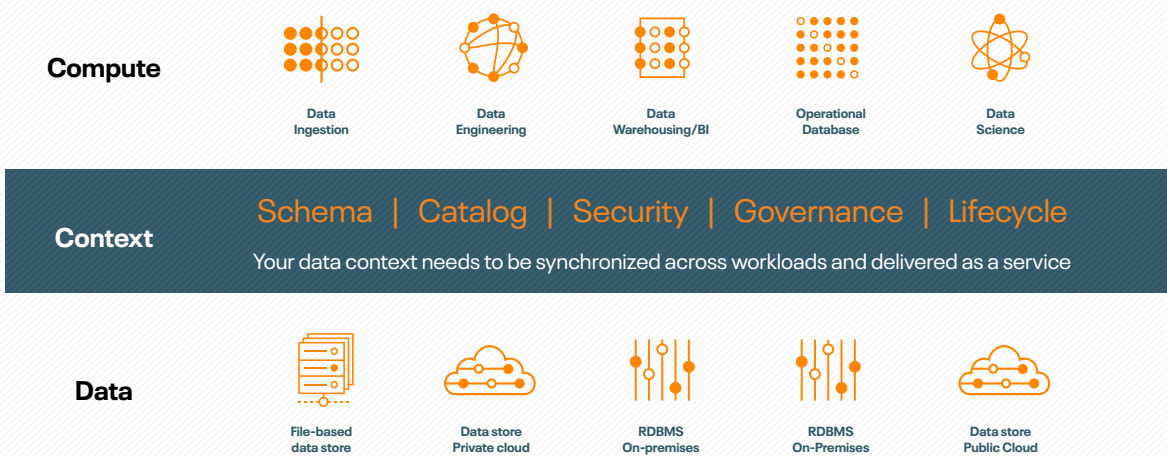 Compute
Data
Ingestion
Data
Engineering
Data
Warehousing/BI
Operational
Database
Data
Science
Context
Schema | Catalog | Security | Governance | Lifecycle
Your data context needs to be synchronized across workloads and delivered as a service
Data
File-based
data store
Data store
Private cloud
RDBMS
On-premises
RDBMS
On-Premises
Data store
Public Cloud